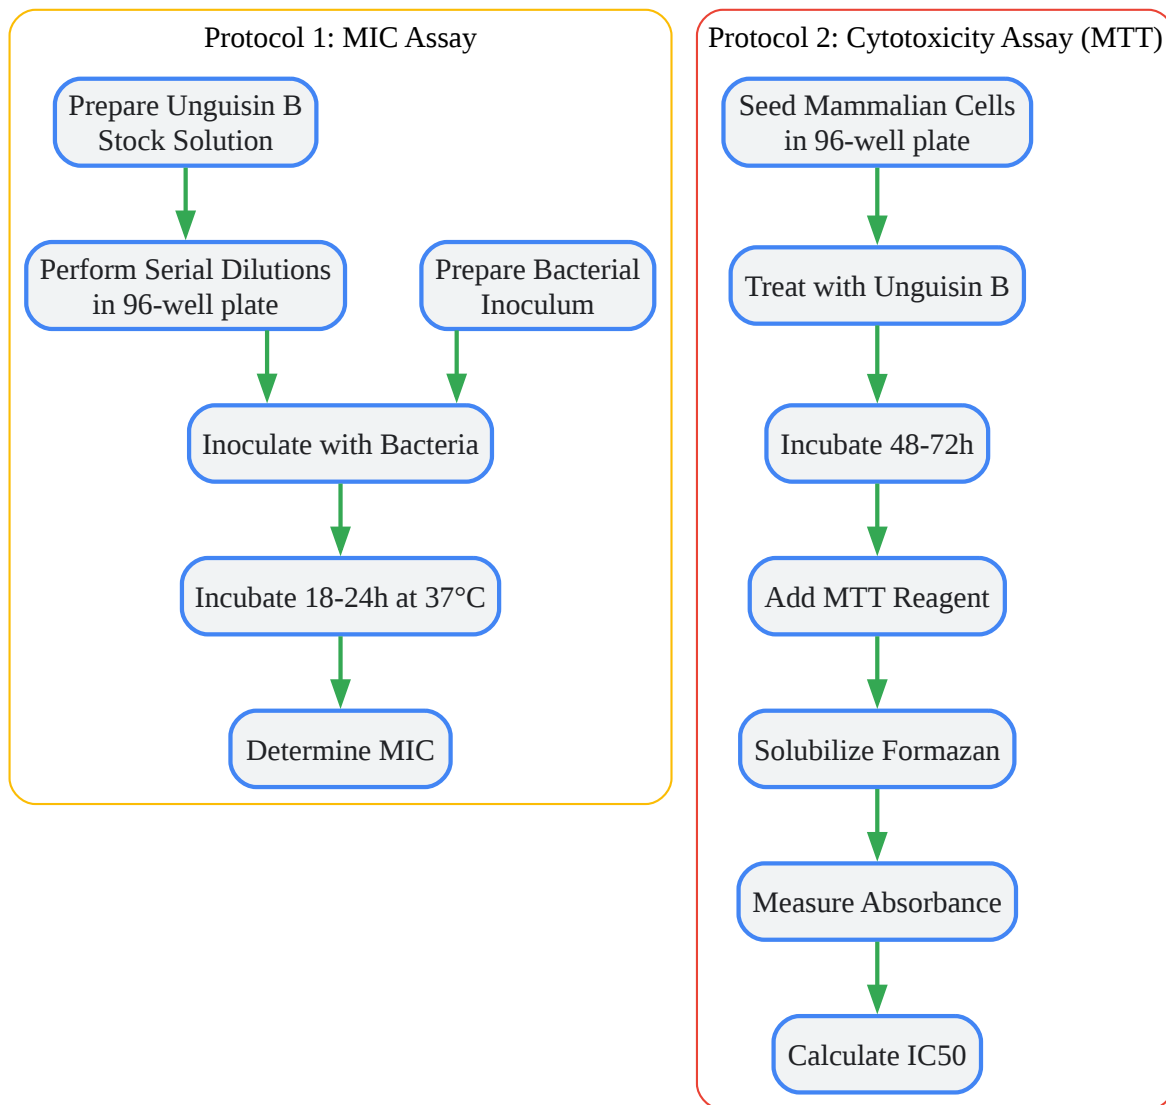 Protocol 1: MIC Assay
Prepare Unguisin B
Stock Solution
Perform Serial Dilutions
in 96-well plate
Prepare Bacterial
Inoculum
Inoculate with Bacteria
Incubate 18-24h at 37°C
Determine MIC
Protocol 2: Cytotoxicity Assay (MTT)
Seed Mammalian Cells
in 96-well plate
Treat with Unguisin B
Incubate 48-72h
Add MTT Reagent
Solubilize Formazan
Measure Absorbance
Calculate IC50